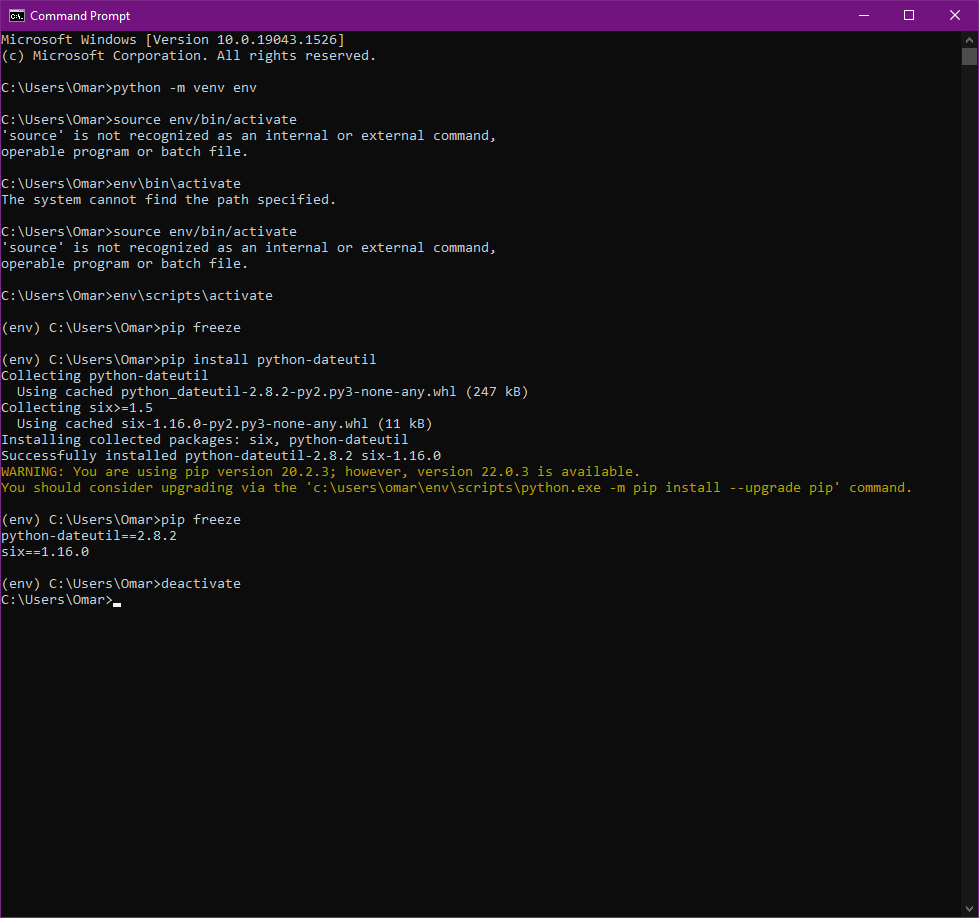 Command Prompt
Microsoft Windows [Version 10.0.19043.1526]
(c) Microsoft Corporation. All rights reserved.
C:\Users\Omar>python -m venv env
C:\Users\Omar>source env/bin/activate
'source' is not recognized as an internal or external command,
operable program or batch file.
C:\Users\Omar>env\bin\activate
The system cannot find the path specified.
C:\Users\Omar>source env/bin/activate
'source' is not recognized as an internal or external command,
operable program or batch file.
C:\Users\Omar>env\scripts\activate
(env) C:\Users\Omar>pip freeze
(env) C:\Users\Omar>pip install python-dateutil
Collecting python-dateutil
  Using cached python_dateutil-2.8.2-py2.py3-none-any.whl (247 kB)
Collecting six>=1.5
  Using cached six-1.16.0-py2.py3-none-any.whl (11 kB)
Installing collected packages: six, python-dateutil
Successfully installed python-dateutil-2.8.2 six-1.16.0
WARNING: You are using pip version 20.2.3; however, version 22.0.3 is available.
You should consider upgrading via the 'c:\users\omar\env\scripts\python.exe -m pip install --upgrade pip' command.
(env) C:\Users\Omar>pip freeze
python-dateutil==2.8.2
six==1.16.0
(env) C:\Users\Omar>deactivate
C:\Users\Omar>